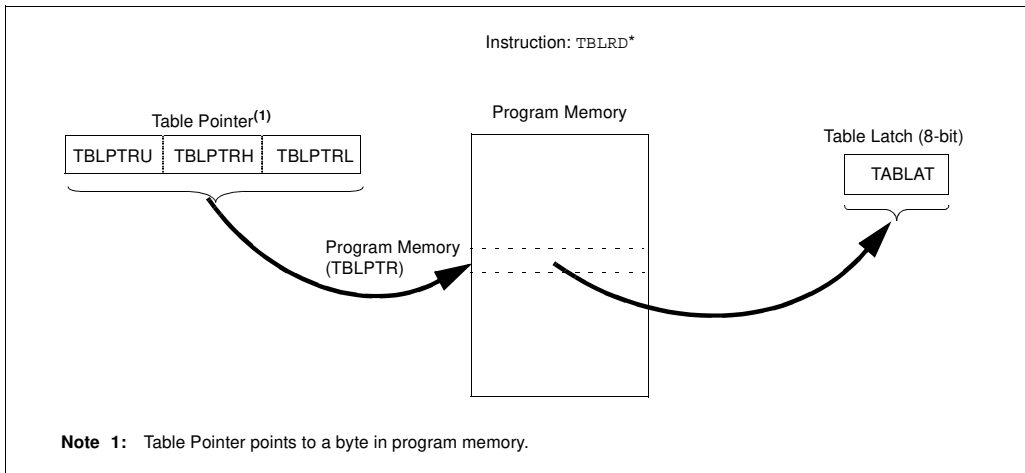 Instruction: TBLRD*
Table Pointer(1)
Program Memory
Table Latch (8-bit)
TBLPTRU TBLPTRH TBLPTRL
TABLAT
Program Memory
(TBLPTR)
Note 1: Table Pointer points to a byte in program memory.